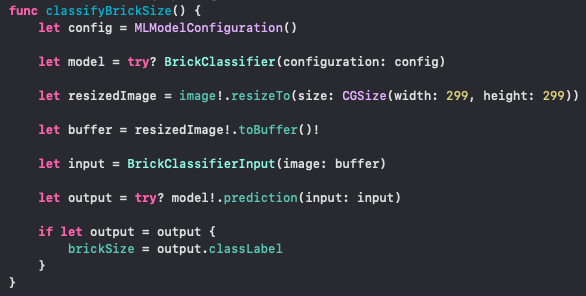 func classifyBrickSize() {
    let config = MLModelConfiguration()
    let model = try? BrickClassifier(configuration: config)
    let resizedImage = image!.resizeTo(size: CGSize(width: 299, height: 299))
    let buffer = resizedImage!.toBuffer()!
    let input = BrickClassifierInput(image: buffer)
    let output = try? model!.prediction(input: input)
    if let output = output {
        brickSize = output.classLabel
    }
}